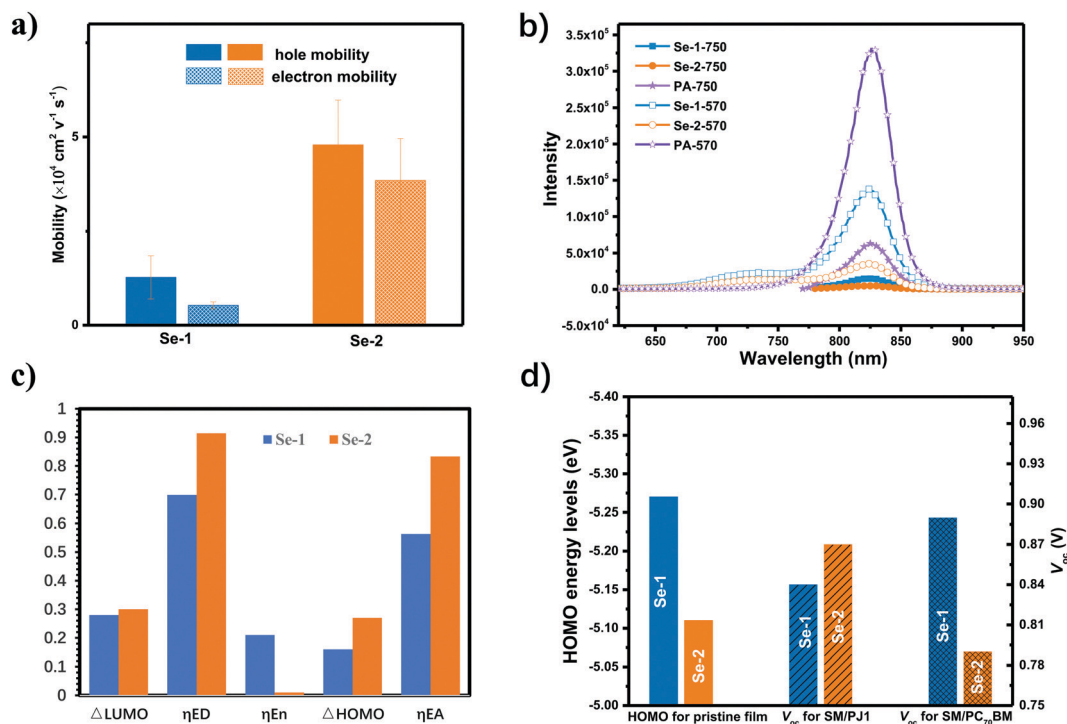 a)
Mobility (×10⁴ cm² v⁻¹ s⁻¹)
5
0
hole mobility
electron mobility
Se-1
Se-2
b)
Intensity
3.5x10⁵
3.0x10⁵
2.5x10⁵
2.0x10⁵
1.5x10⁵
1.0x10⁵
5.0x10⁴
0.0
-5.0x10⁴
Se-1-750
Se-2-750
PA-750
Se-1-570
Se-2-570
PA-570
650 700 750 800 850 900 950
Wavelength (nm)
c)
1
0.9
0.8
0.7
0.6
0.5
0.4
0.3
0.2
0.1
0
Se-1 Se-2
△LUMO ηED ηEn △HOMO ηEA
d)
HOMO energy levels (eV)
-5.40
-5.35
-5.30
-5.25
-5.20
-5.15
-5.10
-5.05
-5.00
Se-1
Se-2
Se-1
Se-2
Se-1
Se-2
0.96
0.93
0.90
0.87
0.84
0.81
0.78
0.75
Voc (V)
HOMO for pristine film Voc for SM/PJ1 Voc for SM/PC₇₀BM